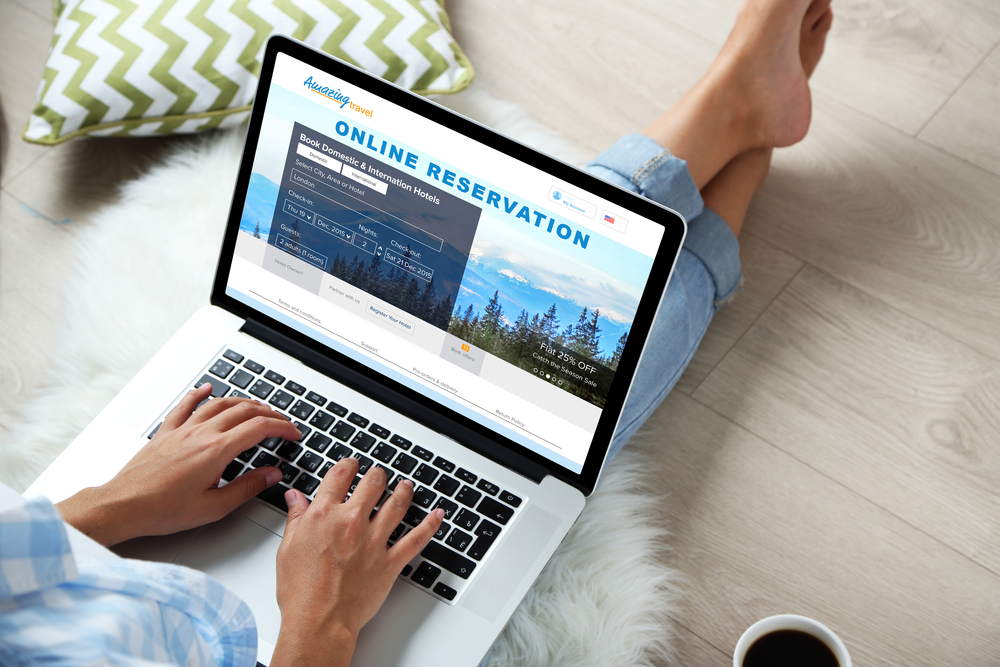 Amazing travel
ONLINE RESERVATION
My Account
Book Domestic & Internation Hotels
Domestic
International
Select City, Area or Hotel
London
Check-in:
Nights:
Check-out:
Thu 19
Dec, 2015
2
Sat 21 Dec 2015
Guests:
2 adults (1 room)
Hotel Owner?
Partner with us
Register Your Hotel
10
Best offers
Flat 25% OFF
Catch the Season Sale
Terms and conditions
Support
Pre-orders & delivery
Return Policy